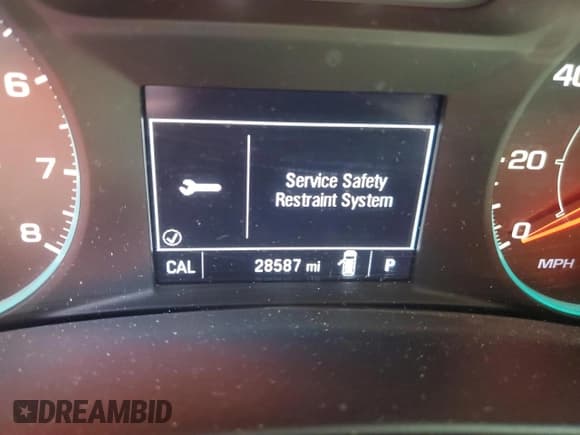 6
7
8
40
20
0
MPH
Service Safety
Restraint System
CAL
28587 mi
P
DREAMBID